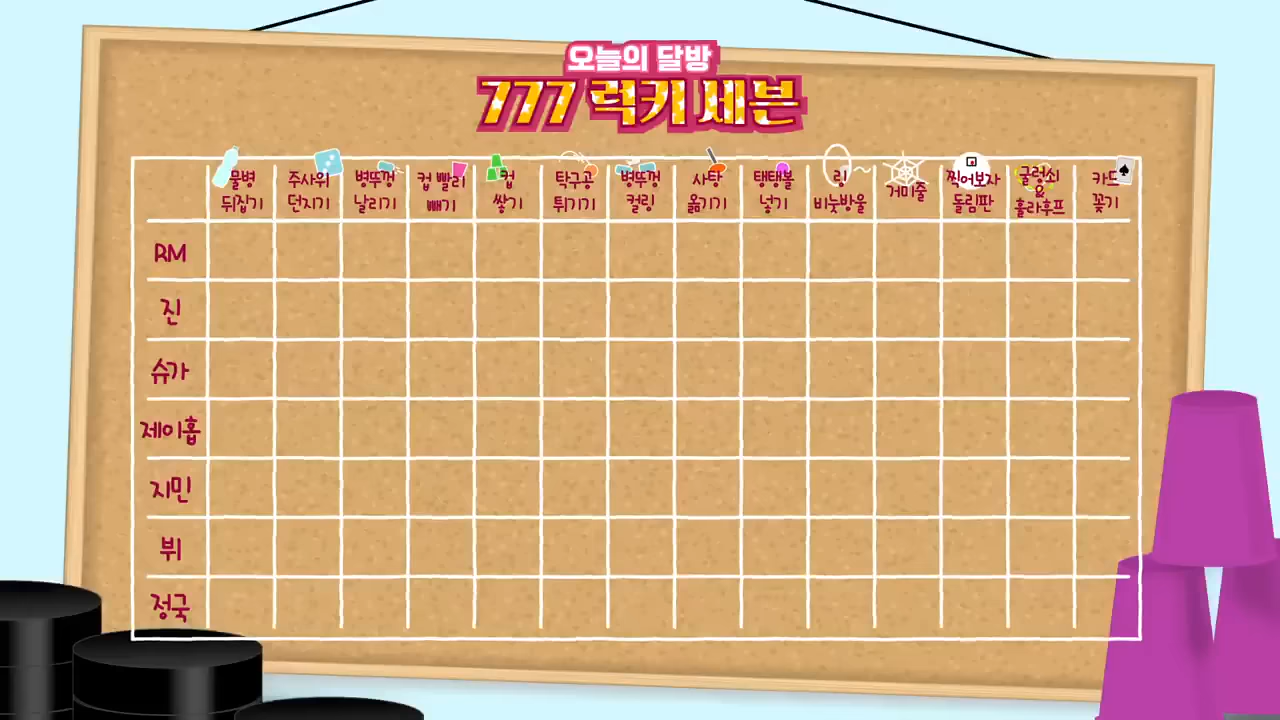 오늘의 달방
777 럭키 세븐
물병 뒤집기
주사위 던지기
병뚜껑 날리기
컵 빨리 빼기
컵 쌓기
탁구공 튀기기
병뚜껑 컬링
사탕 옮기기
탱탱볼 넣기
링 비눗방울
거미줄
찍어보자 돌림판
굴렁쇠 & 훌라후프
카드 꽂기
RM
진
슈가
제이홉
지민
뷔
정국